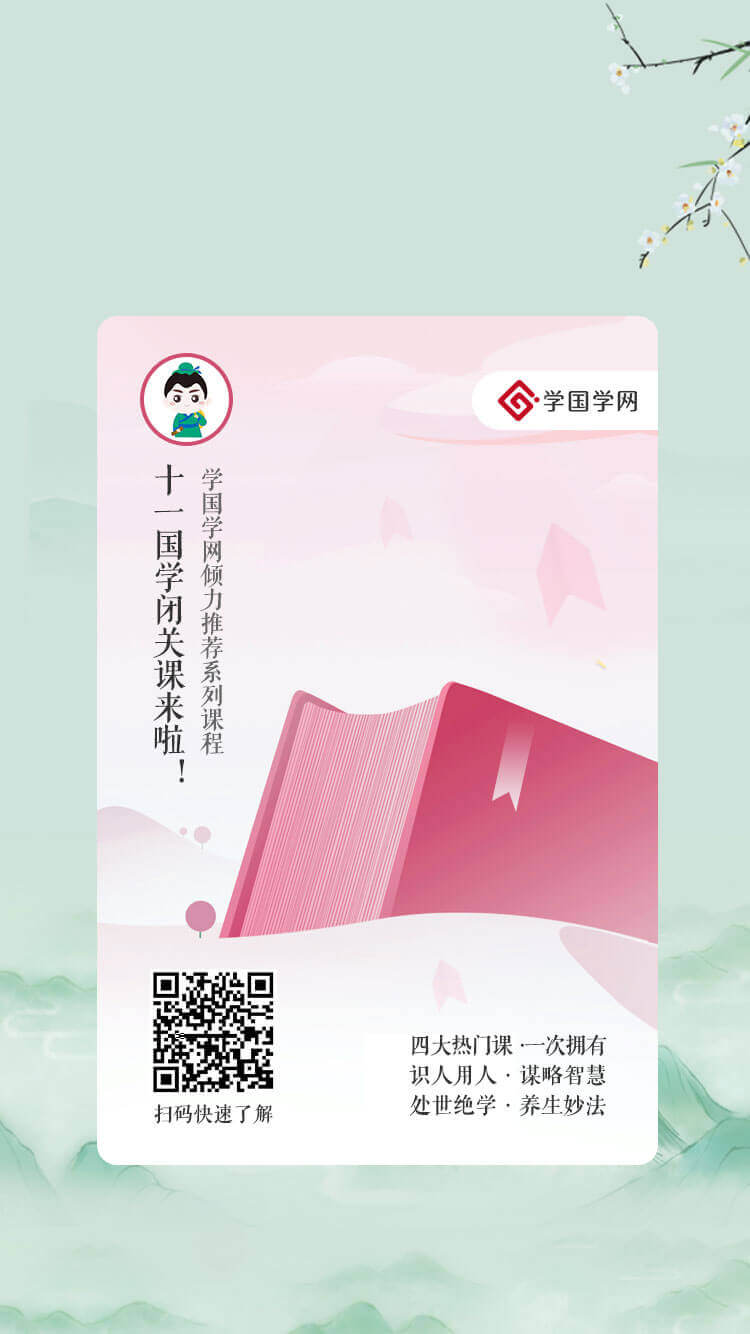 学国学网
学国学网倾力推荐系列课程
十一国学闭关课来啦！
四大热门课·一次拥有
识人用人·谋略智慧
处世绝学·养生妙法
扫码快速了解